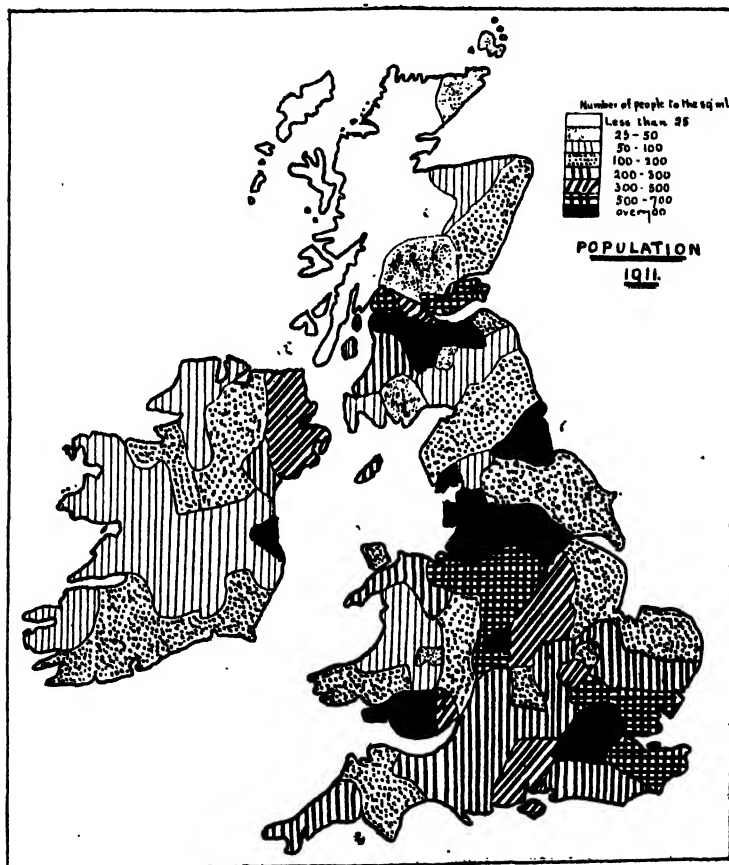 Number of people to the sq ml
Less than 25
25-50
50-100
100-200
200-300
300-500
500-700
over 700
POPULATION
1911.